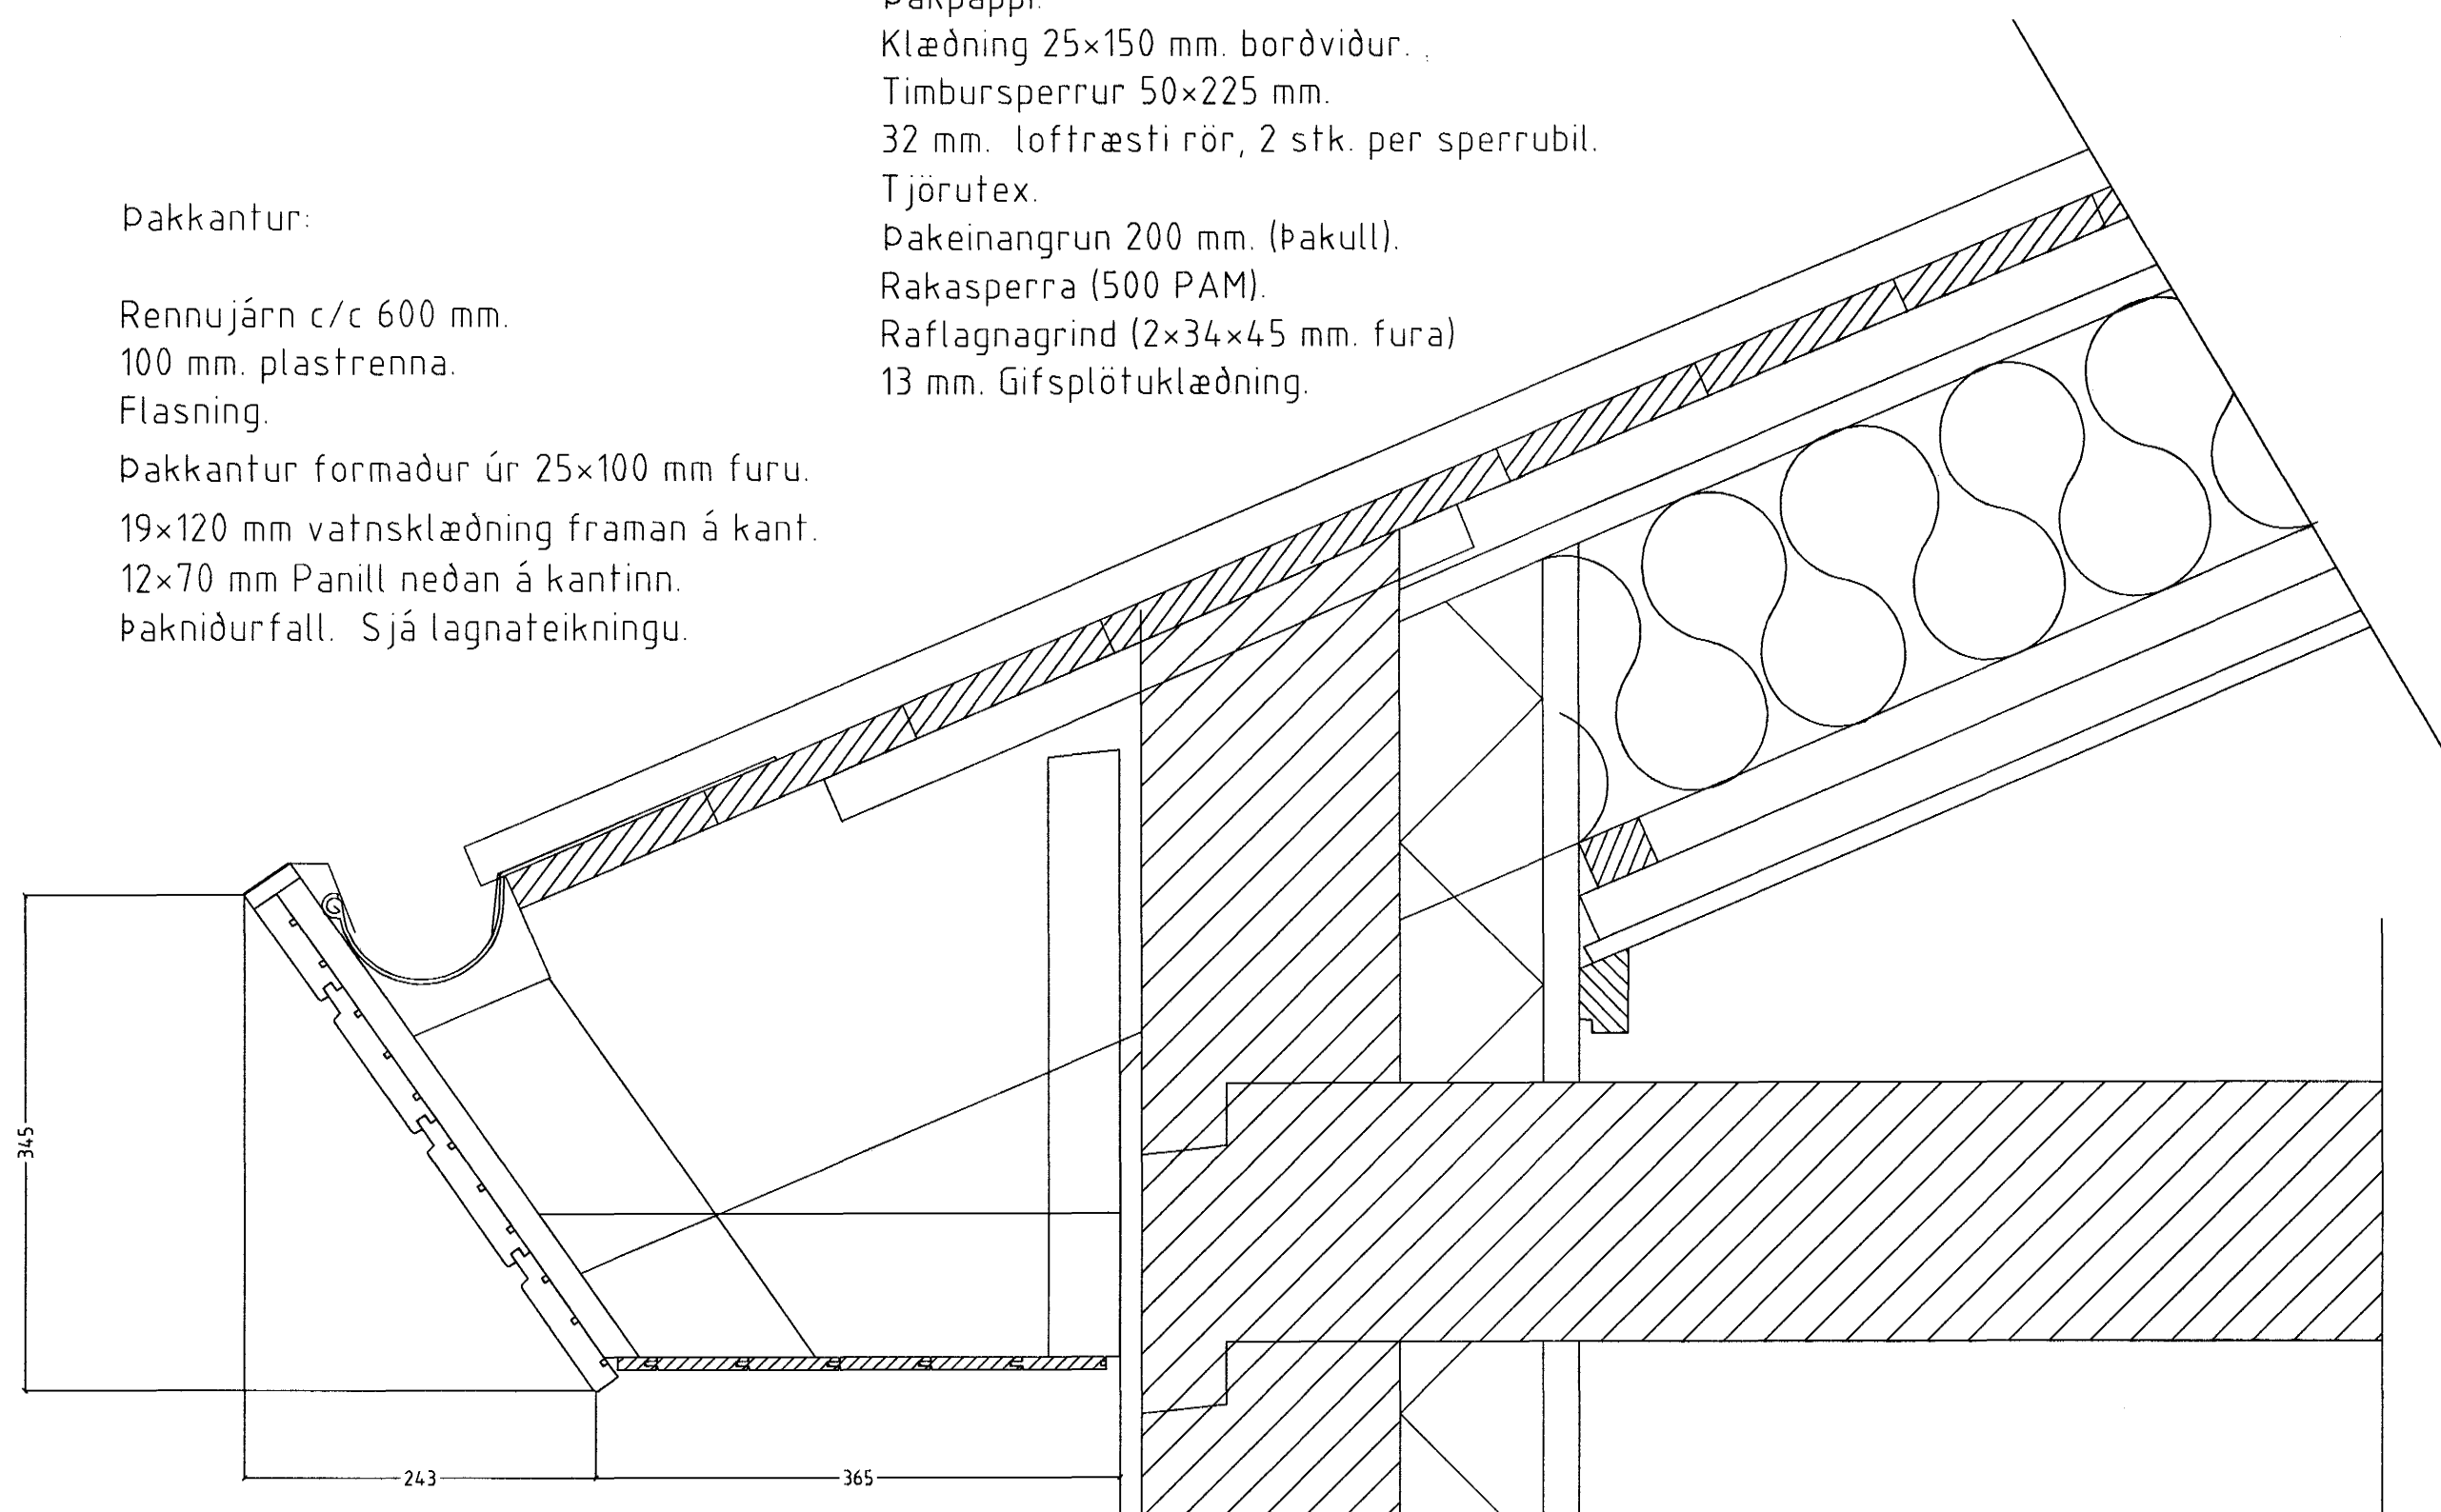 Þakpappi.
Klæðning 25×150 mm. borðviður.
Timbursperrur 50×225 mm.
32 mm. loftræsti rör, 2 stk. per sperrubil.
Tjörutex.
Þakeinangrun 200 mm. (Þakull).
Rakasperra (500 PAM).
Raflagnagrind (2×34×45 mm. fura)
13 mm. Gifsplötuklæðning.
Þakkantur:
Rennujárn c/c 600 mm.
100 mm. plastrenna.
Flasning.
Þakkantur formaður úr 25×100 mm furu.
19×120 mm vatnsklæðning framan á kant.
12×70 mm Panill neðan á kantinn.
Þakniðurfall. Sjá lagnateikningu.
345
243
365